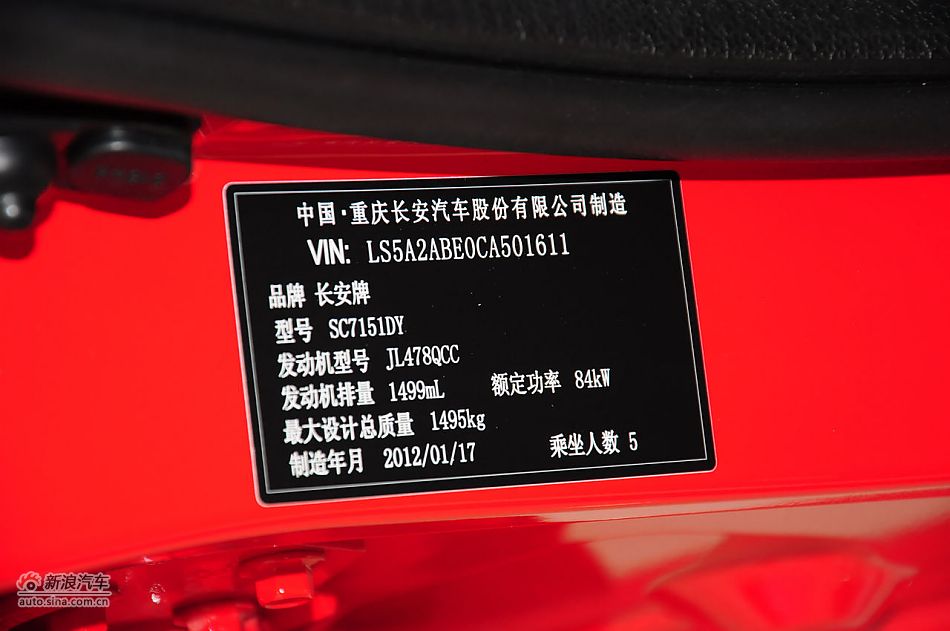 中国·重庆长安汽车股份有限公司制造
VIN: LS5A2ABE0CA501611
品牌 长安牌
型号 SC7151DY
发动机型号 JL478QCC
发动机排量 1499mL 额定功率 84kW
最大设计总质量 1495kg
制造年月 2012/01/17 乘坐人数 5
新浪汽车
auto.sina.com.cn